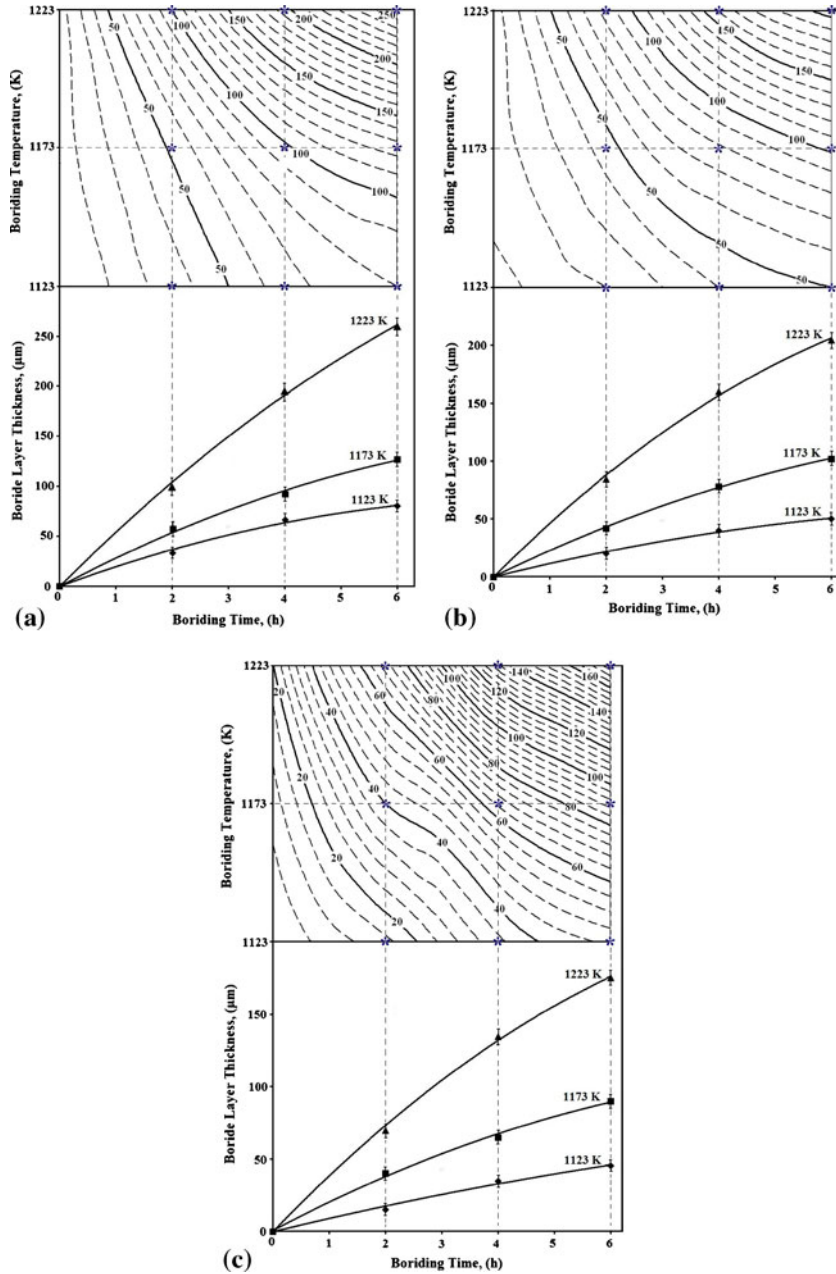 1223
1173
1123
Boriding Temperature, (K)
50
100
150
200
250
200
150
100
100
50
50
250
200
150
100
50
0
Boride Layer Thickness, (µm)
1223 K
1173 K
1123 K
0 1 2 3 4 5 6
Boriding Time, (h)
(a)
1223
1173
1123
Boriding Temperature, (K)
50
100
150
150
100
100
50
50
50
50
200
150
100
50
0
Boride Layer Thickness, (µm)
1223 K
1173 K
1123 K
0 1 2 3 4 5 6
Boriding Time, (h)
(b)
1223
1173
1123
Boriding Temperature, (K)
20
40
60
80
100
120
140
160
140
120
100
80
60
40
20
100
80
60
60
40
40
20
20
150
100
50
0
Boride Layer Thickness, (µm)
1223 K
1173 K
1123 K
0 1 2 3 4 5 6
Boriding Time, (h)
(c)